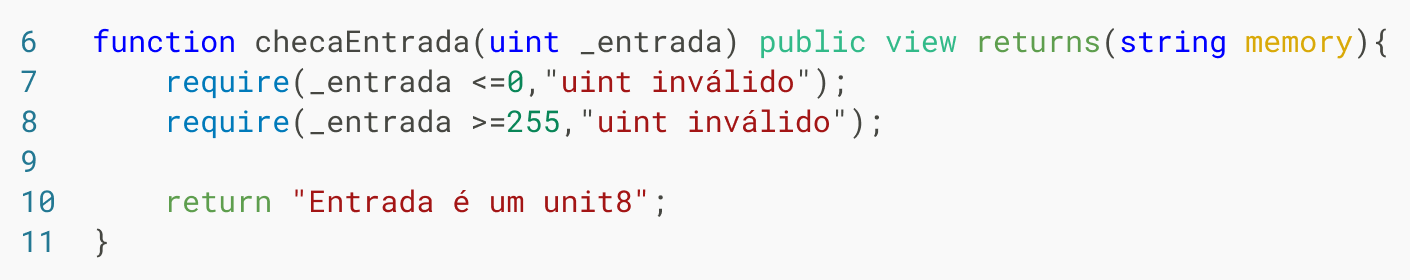 6 function checaEntrada(uint _entrada) public view returns(string memory){
7 require(_entrada <=0,"uint inválido");
8 require(_entrada >=255,"uint inválido");
9
10 return "Entrada é um unit8";
11 }